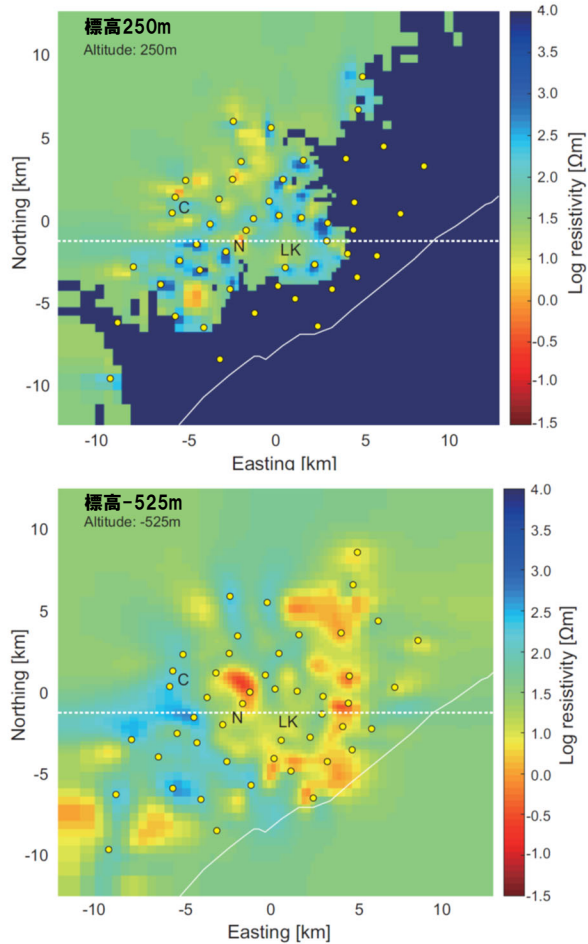 標高250m
Altitude: 250m
10
5
0
-5
-10
Northing [km]
C
N
LK
-10
-5
0
5
10
Easting [km]
4.0
3.5
3.0
2.5
2.0
1.5
1.0
0.5
0.0
-0.5
-1.0
-1.5
Log resistivity [Ωm]
標高-525m
Altitude: -525m
10
5
0
-5
-10
Northing [km]
C
N
LK
-10
-5
0
5
10
Easting [km]
4.0
3.5
3.0
2.5
2.0
1.5
1.0
0.5
0.0
-0.5
-1.0
-1.5
Log resistivity [Ωm]